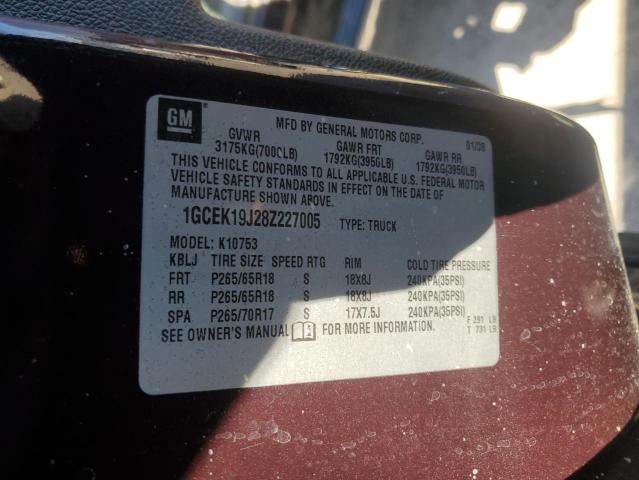 GM
MFD BY GENERAL MOTORS CORP.
01/08
GVWR GAWR FRT GAWR RR
3175KG(7000LB) 1792KG(3950LB) 1792KG(3950LB)
THIS VEHICLE CONFORMS TO ALL APPLICABLE U.S. FEDERAL MOTOR
VEHICLE SAFETY STANDARDS IN EFFECT ON THE DATE OF
MANUFACTURE SHOWN ABOVE.
1GCEK19J28Z227005 TYPE: TRUCK
MODEL: K10753
KBLJ TIRE SIZE SPEED RTG RIM COLD TIRE PRESSURE
FRT P265/65R18 S 18X8J 240KPA(35PSI)
RR P265/65R18 S 18X8J 240KPA(35PSI)
SPA P265/70R17 S 17X7.5J 240KPA(35PSI)
SEE OWNER'S MANUAL FOR MORE INFORMATION.
F 291 LB
T 731 LB